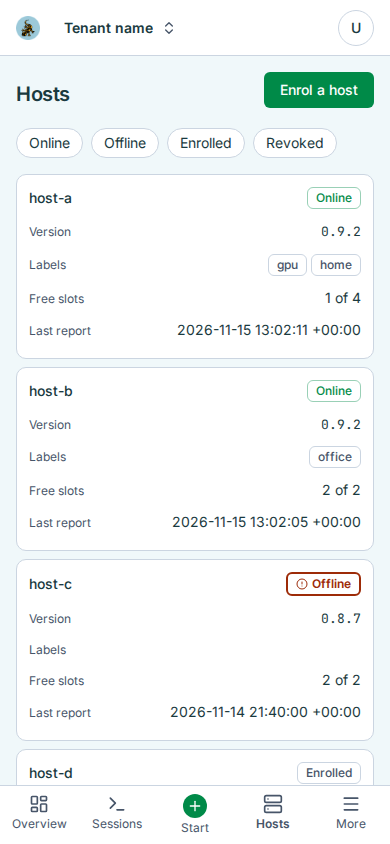 Tenant name
U
Hosts
Enrol a host
Online
Offline
Enrolled
Revoked
host-a
Online
Version
0.9.2
Labels
gpu
home
Free slots
1 of 4
Last report
2026-11-15 13:02:11 +00:00
host-b
Online
Version
0.9.2
Labels
office
Free slots
2 of 2
Last report
2026-11-15 13:02:05 +00:00
host-c
Offline
Version
0.8.7
Labels
Free slots
2 of 2
Last report
2026-11-14 21:40:00 +00:00
host-d
Enrolled
Overview
Sessions
Start
Hosts
More